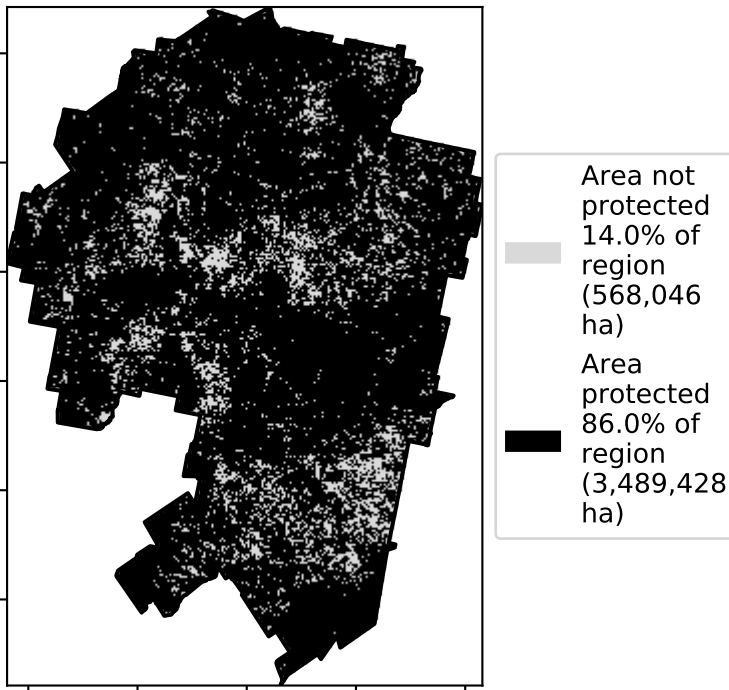 Area not
protected
14.0% of
region
(568,046
ha)
Area
protected
86.0% of
region
(3,489,428
ha)